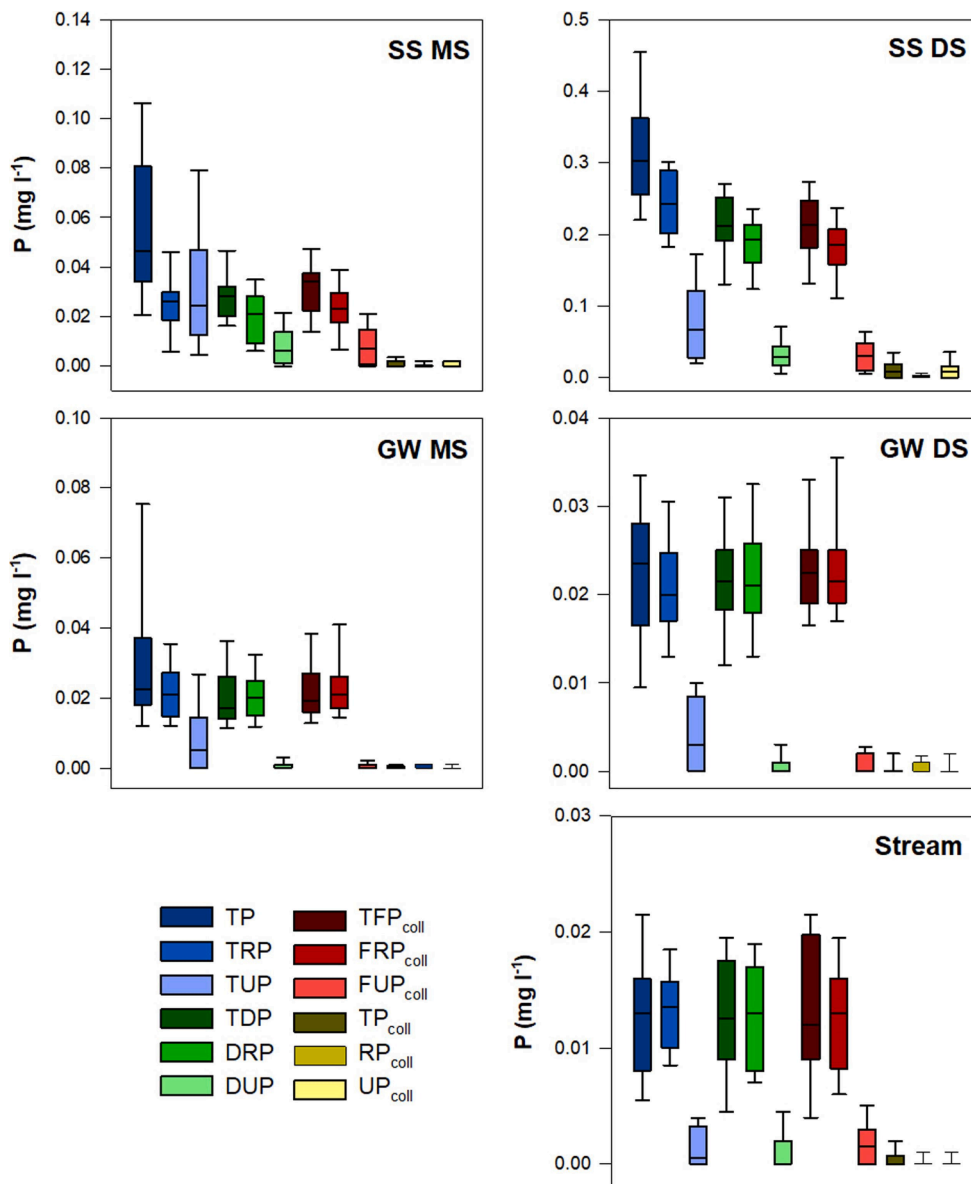 SS MS
P (mg l⁻¹)
0.14
0.12
0.10
0.08
0.06
0.04
0.02
0.00
SS DS
0.5
0.4
0.3
0.2
0.1
0.0
GW MS
P (mg l⁻¹)
0.10
0.08
0.06
0.04
0.02
0.00
GW DS
0.04
0.03
0.02
0.01
0.00
Stream
P (mg l⁻¹)
0.03
0.02
0.01
0.00
TP
TRP
TUP
TDP
DRP
DUP
TFPcoll
FRPcoll
FUPcoll
TPcoll
RPcoll
UPcoll